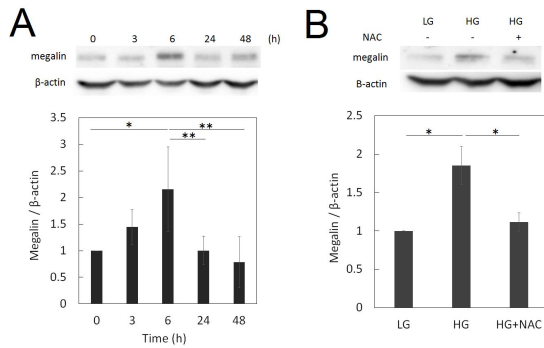 A
0 3 6 24 48 (h)
megalin
β-actin
3.5
3
2.5
2
1.5
1
0.5
0
* ** **
Megalin / β-actin
0 3 6 24 48
Time (h)
B
LG HG HG
NAC - - +
megalin
B-actin
2.5
2
1.5
1
0.5
0
* *
Megalin / β-actin
LG HG HG+NAC